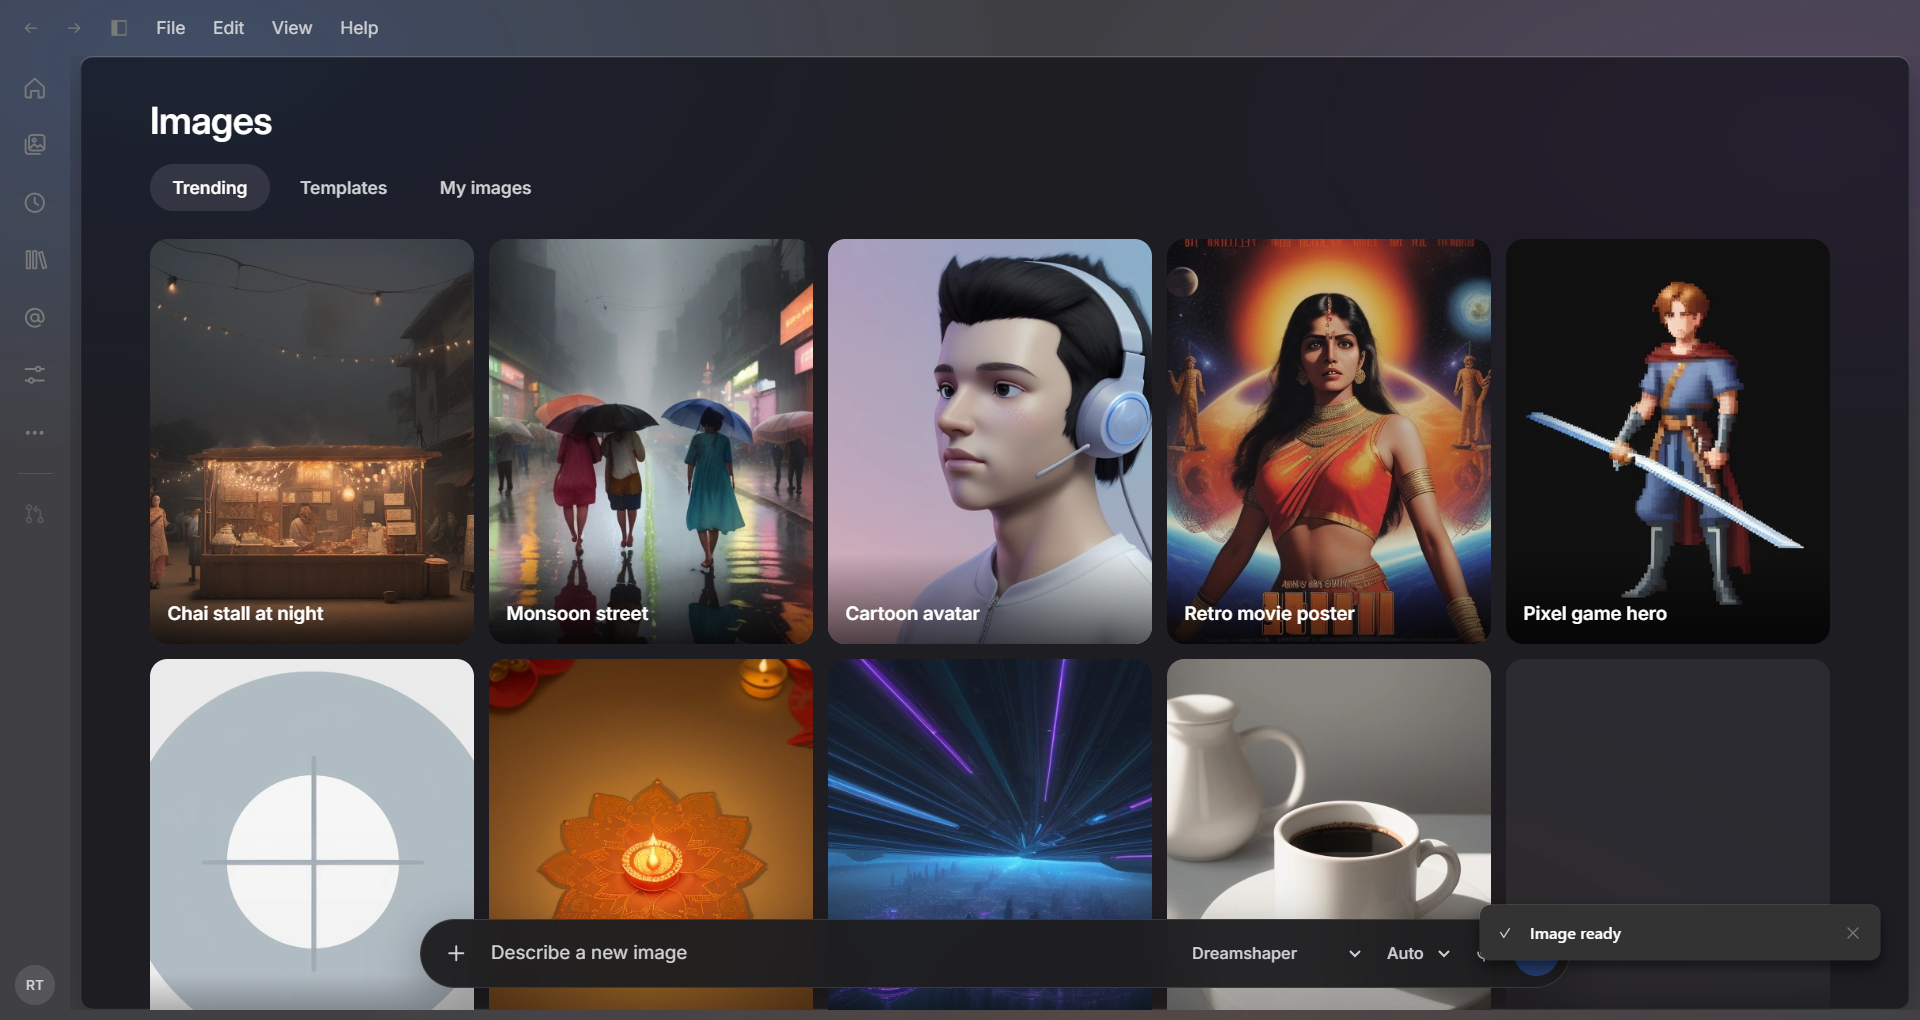 File Edit View Help
Images
Trending Templates My images
Chai stall at night
Monsoon street
Cartoon avatar
Retro movie poster
Pixel game hero
Describe a new image
Dreamshaper
Auto
Image ready
RT